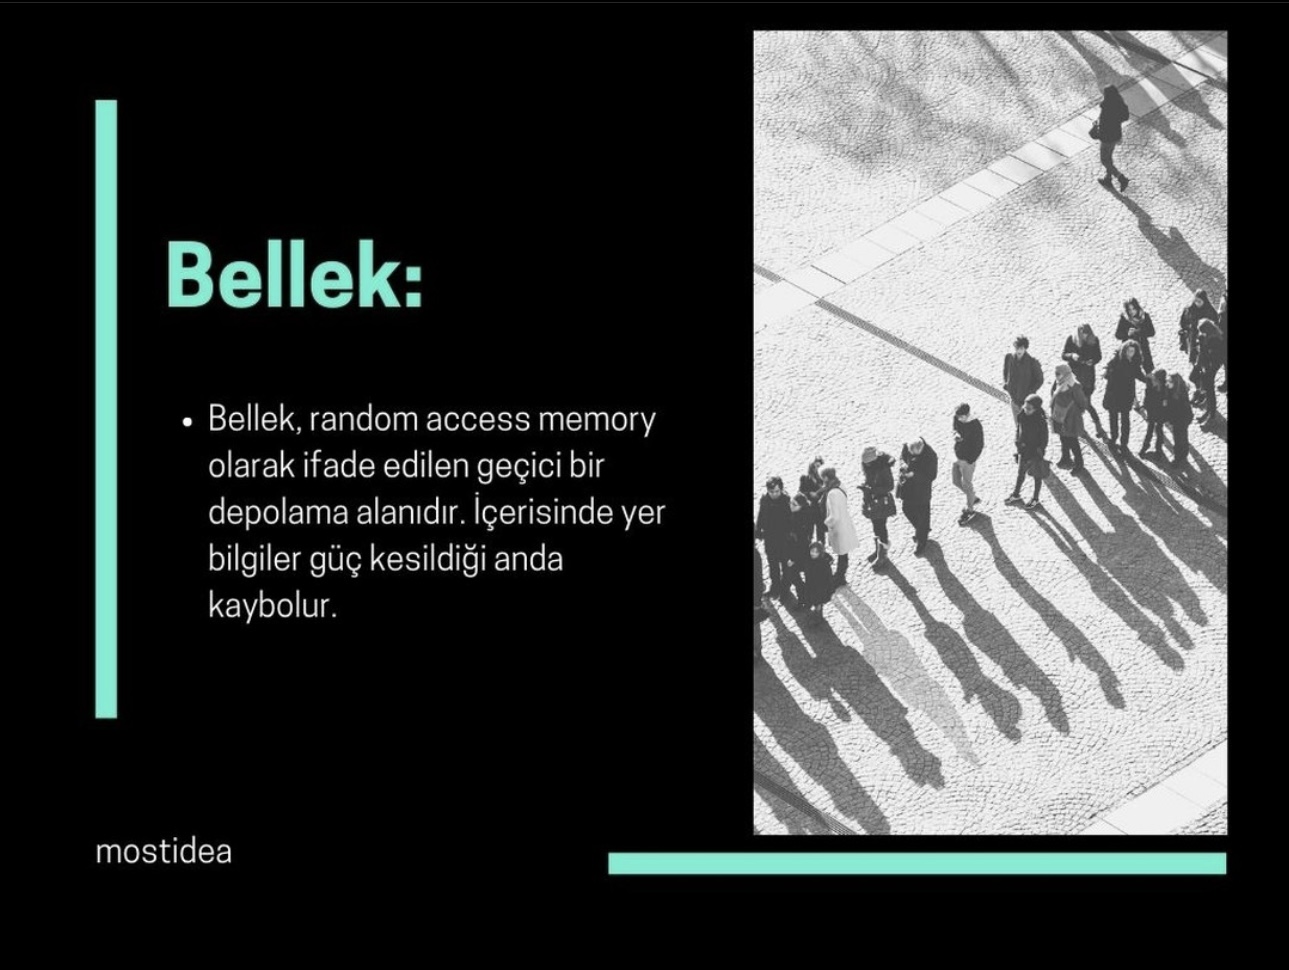 Bellek:
Bellek, random access memory
olarak ifade edilen geçici bir
depolama alanıdır. İçerisinde yer
bilgiler güç kesildiği anda
kaybolur.
mostidea